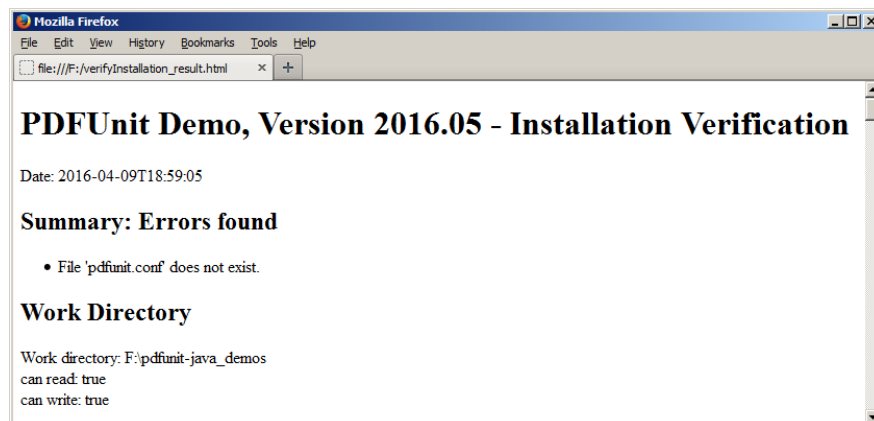 Mozilla Firefox
File Edit View History Bookmarks Tools Help
file:///F:/verifyInstallation_result.html
PDFUnit Demo, Version 2016.05 - Installation Verification
Date: 2016-04-09T18:59:05
Summary: Errors found
• File 'pdfunit.conf' does not exist.
Work Directory
Work directory: F:\pdfunit-java_demos
can read: true
can write: true